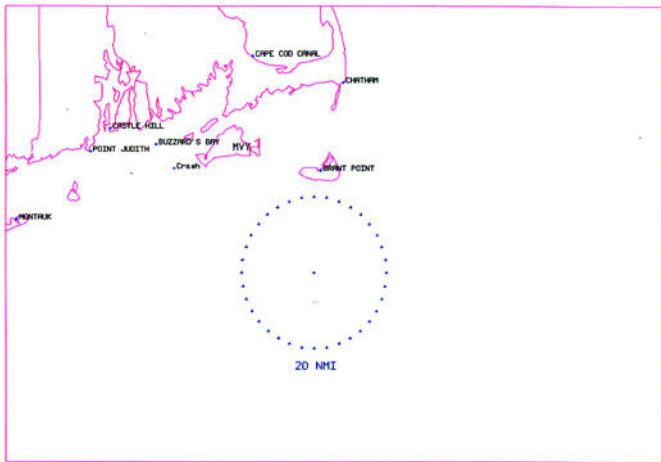 CAPE COD CANAL
CHATHAM
CASTLE HILL
BUZZARD'S BAY
MVY
POINT JUDITH
Crash
BRANT POINT
MONTAUK
20 NMI